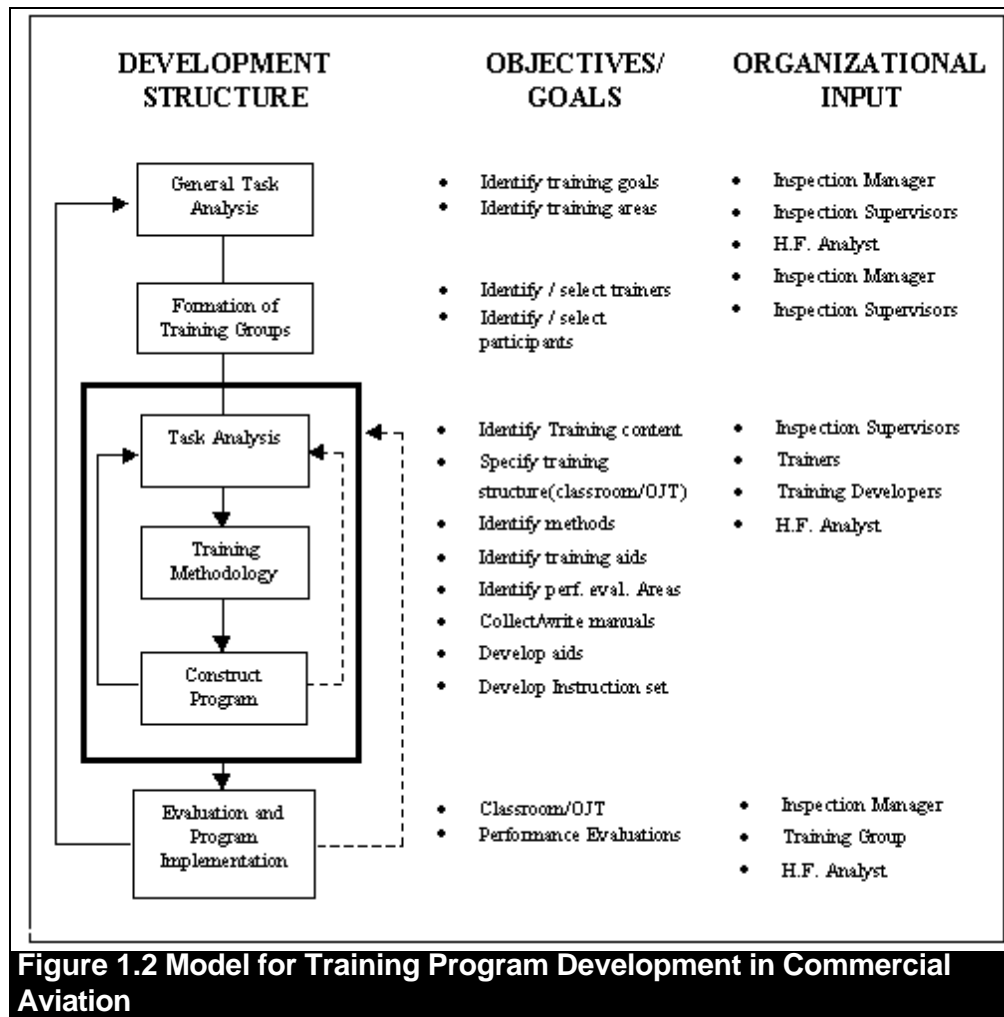 DEVELOPMENT
STRUCTURE
OBJECTIVES/
GOALS
ORGANIZATIONAL
INPUT
General Task
Analysis
• Identify training goals
• Identify training areas
• Inspection Manager
• Inspection Supervisors
• H.F. Analyst
• Inspection Manager
• Inspection Supervisors
Formation of
Training Groups
• Identify / select trainers
• Identify / select
participants
Task Analysis
Training
Methodology
Construct
Program
• Identify Training content
• Specify training
structure(classroom/OJT)
• Identify methods
• Identify training aids
• Identify perf. eval. Areas
• Collect/write manuals
• Develop aids
• Develop Instruction set
• Inspection Supervisors
• Trainers
• Training Developers
• H.F. Analyst
Evaluation and
Program
Implementation
• Classroom/OJT
• Performance Evaluations
• Inspection Manager
• Training Group
• H.F. Analyst
Figure 1.2 Model for Training Program Development in Commercial
Aviation